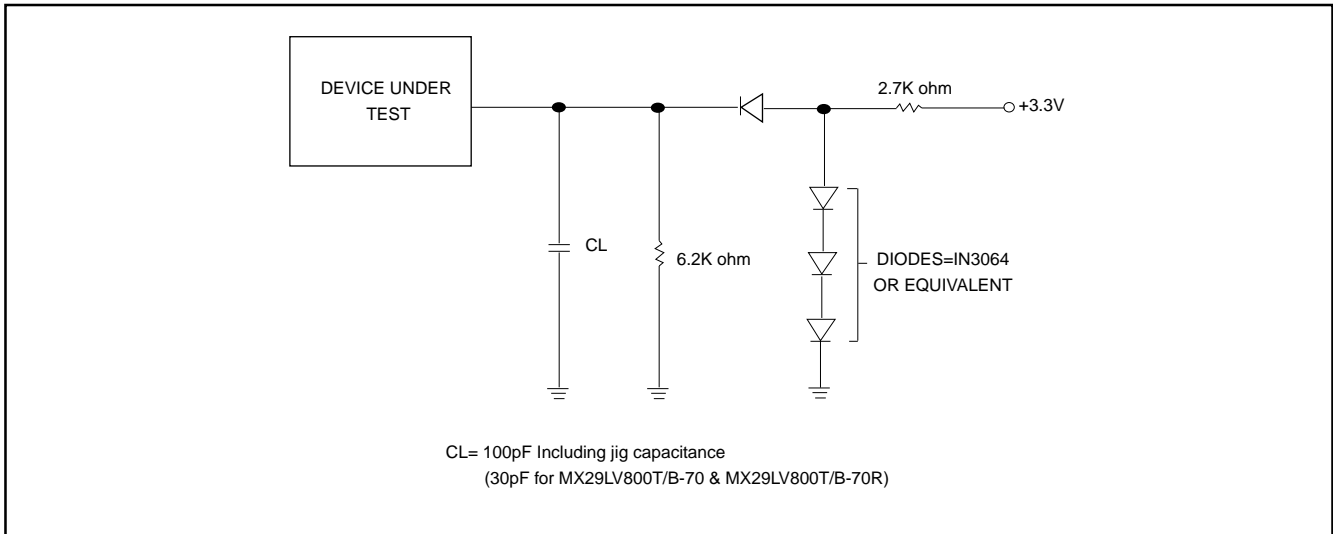 DEVICE UNDER
TEST
2.7K ohm
+3.3V
CL
6.2K ohm
DIODES=IN3064
OR EQUIVALENT
CL= 100pF Including jig capacitance
(30pF for MX29LV800T/B-70 & MX29LV800T/B-70R)